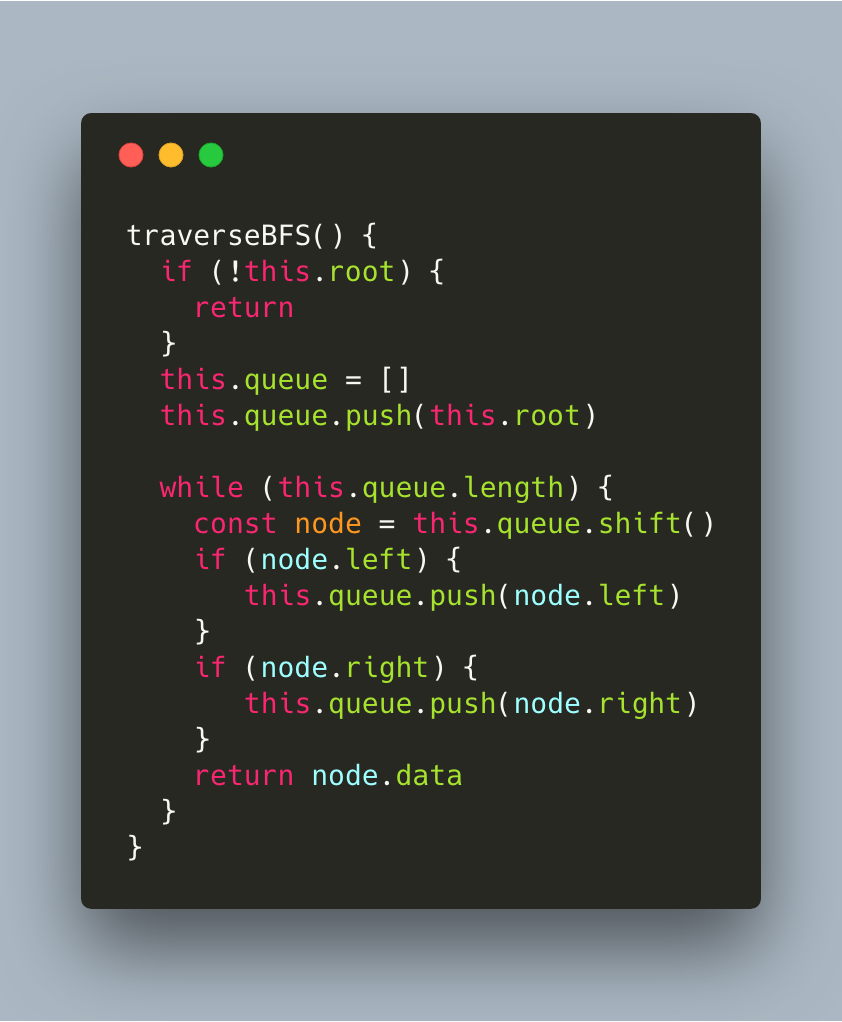 traverseBFS() {
  if (!this.root) {
    return
  }
  this.queue = []
  this.queue.push(this.root)

  while (this.queue.length) {
    const node = this.queue.shift()
    if (node.left) {
       this.queue.push(node.left)
    }
    if (node.right) {
       this.queue.push(node.right)
    }
    return node.data
  }
}